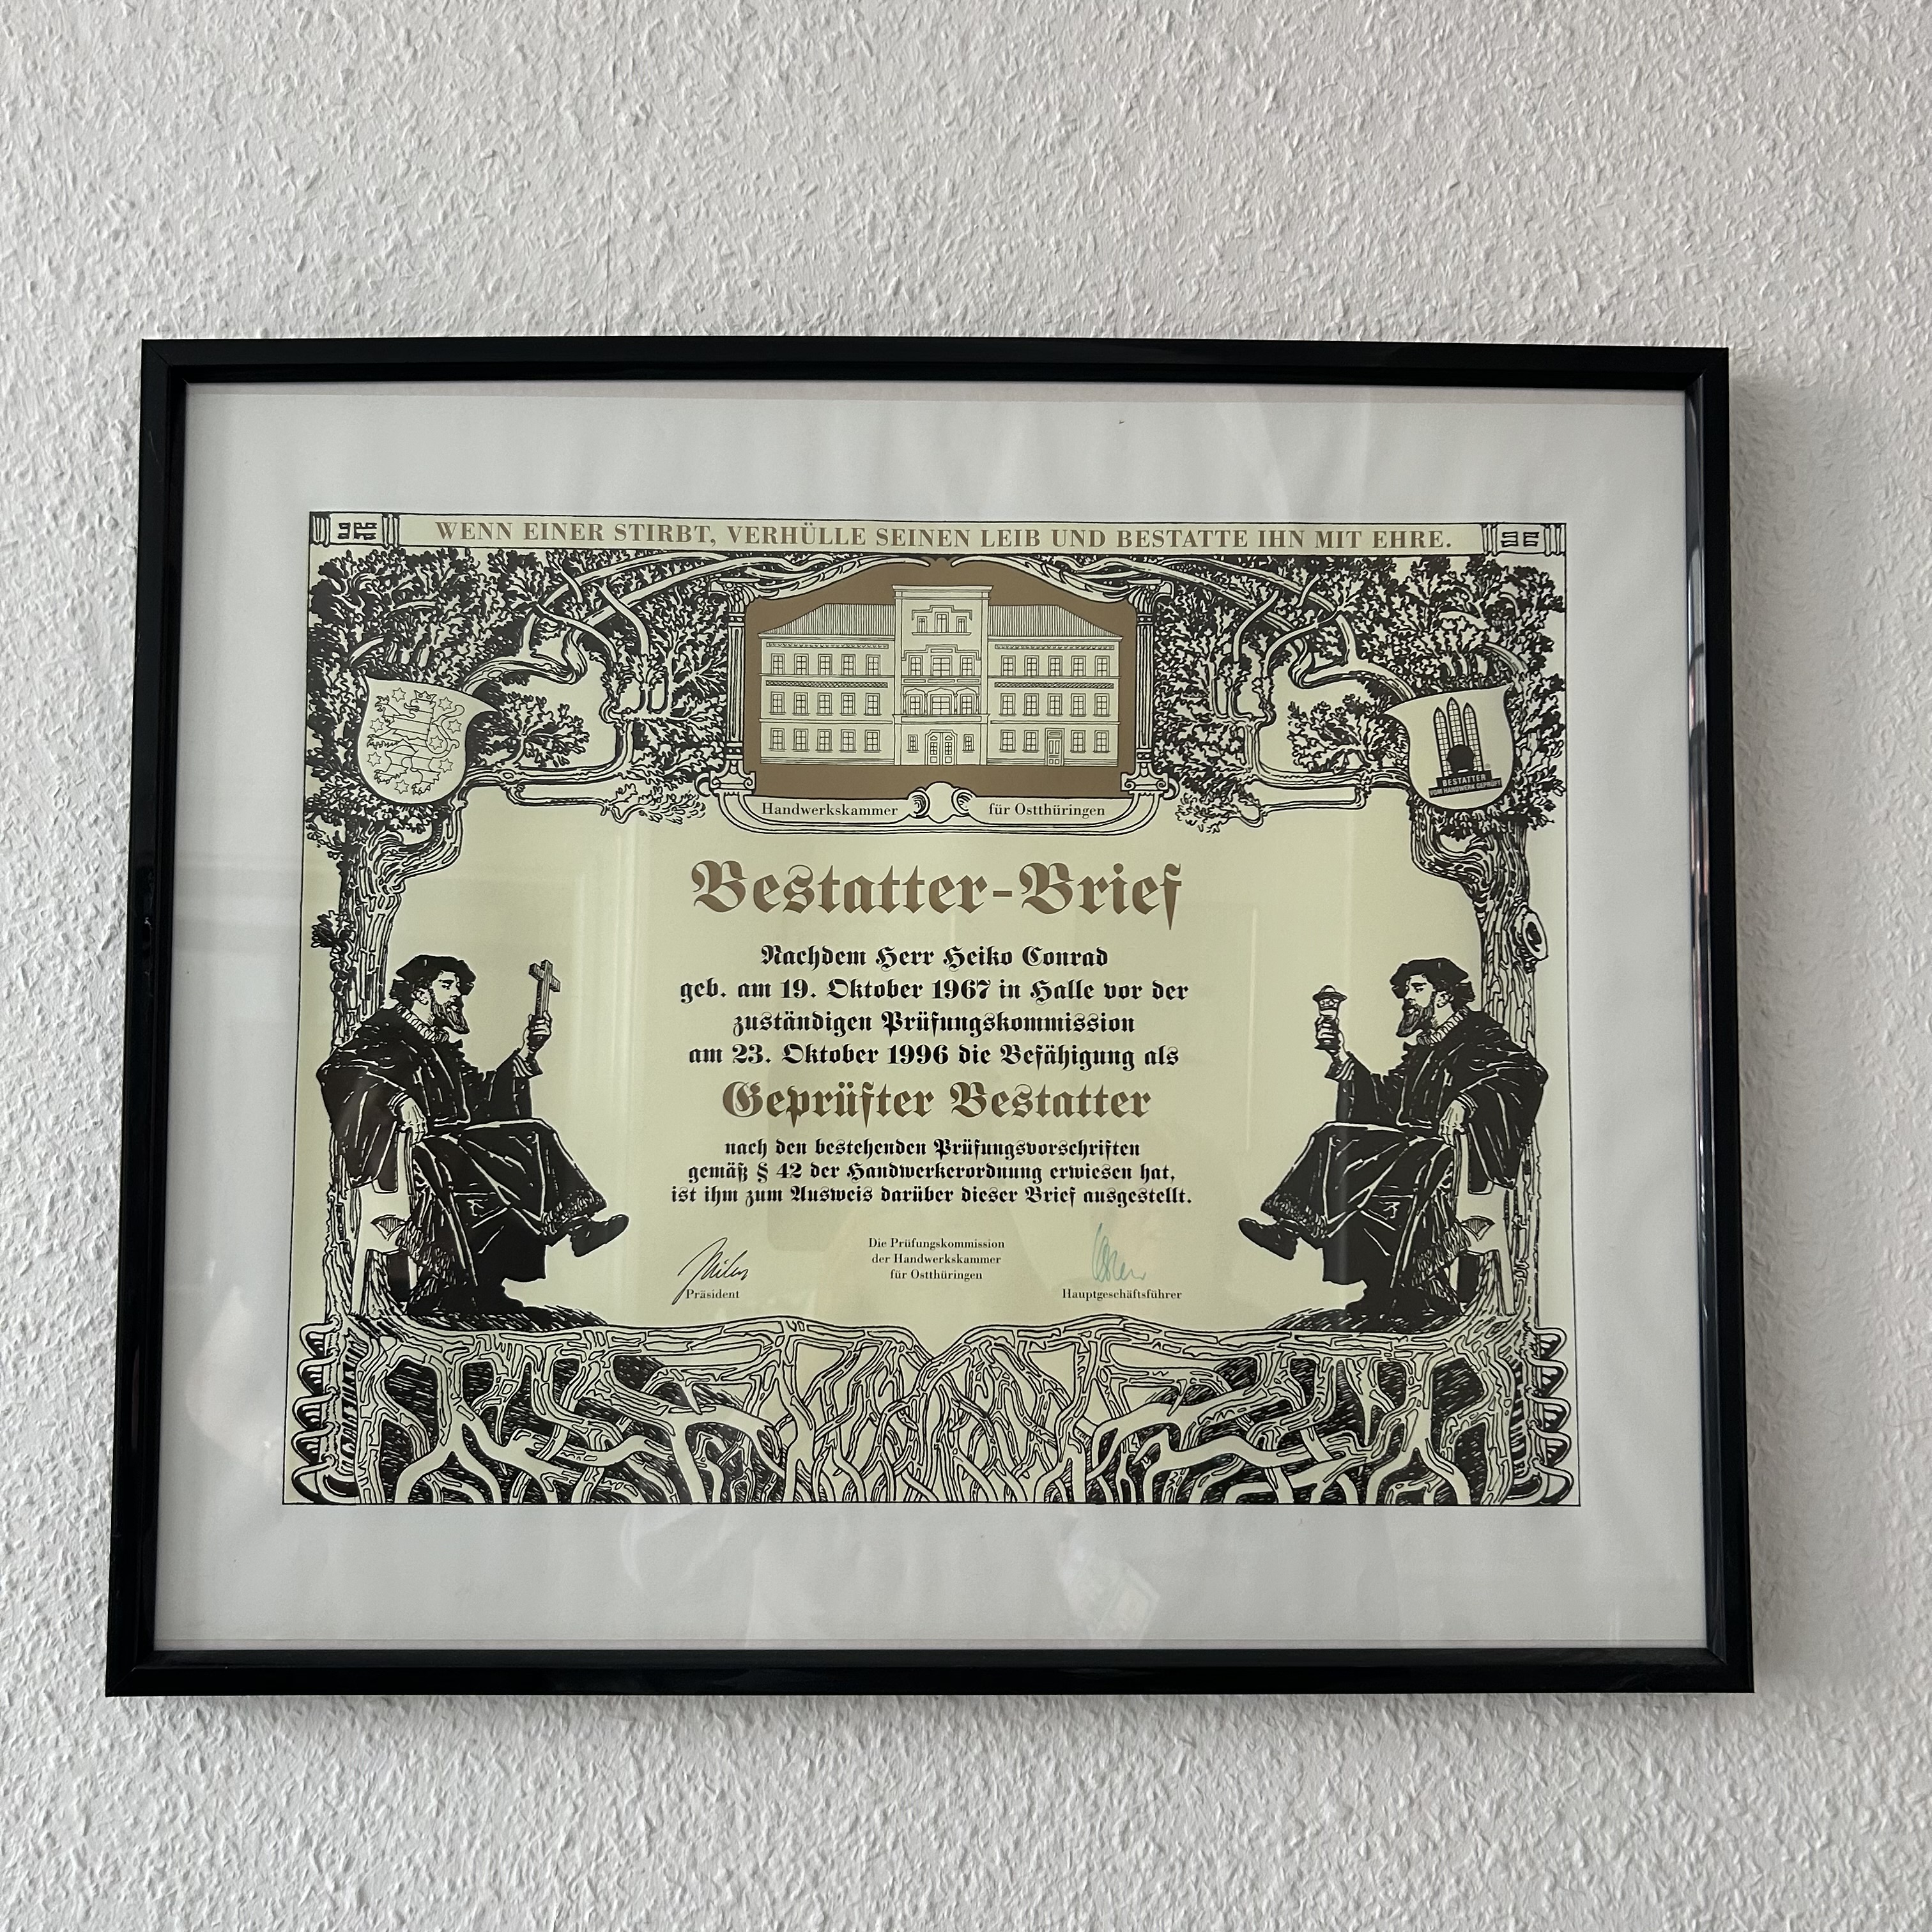 WENN EINER STIRBT, VERHÜLLE SEINEN LEIB UND BESTATTE IHN MIT EHRE.
BESTATTER
VOM HANDWERK GEPRÜFT
Handwerkskammer für Ostthüringen
Bestatter-Brief
Nachdem Herr Heiko Conrad
geb. am 19. Oktober 1967 in Halle vor der
zuständigen Prüfungskommission
am 23. Oktober 1996 die Befähigung als
Geprüfter Bestatter
nach den bestehenden Prüfungsvorschriften
gemäß § 42 der Handwerkerordnung erwiesen hat,
ist ihm zum Ausweis darüber dieser Brief ausgestellt.
Die Prüfungskommission
der Handwerkskammer
für Ostthüringen
Präsident
Hauptgeschäftsführer